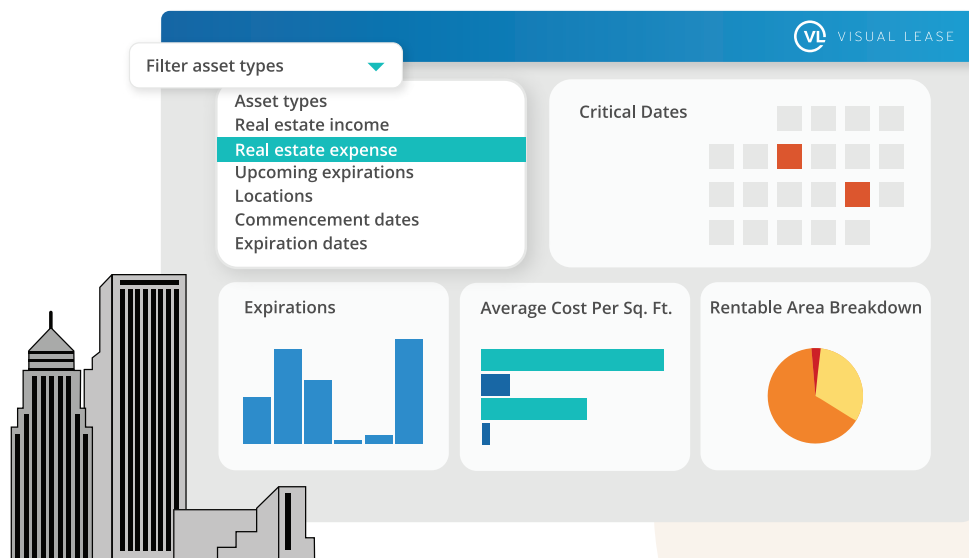 VL VISUAL LEASE
Filter asset types
Asset types
Real estate income
Real estate expense
Upcoming expirations
Locations
Commencement dates
Expiration dates
Critical Dates
Expirations
Average Cost Per Sq. Ft.
Rentable Area Breakdown